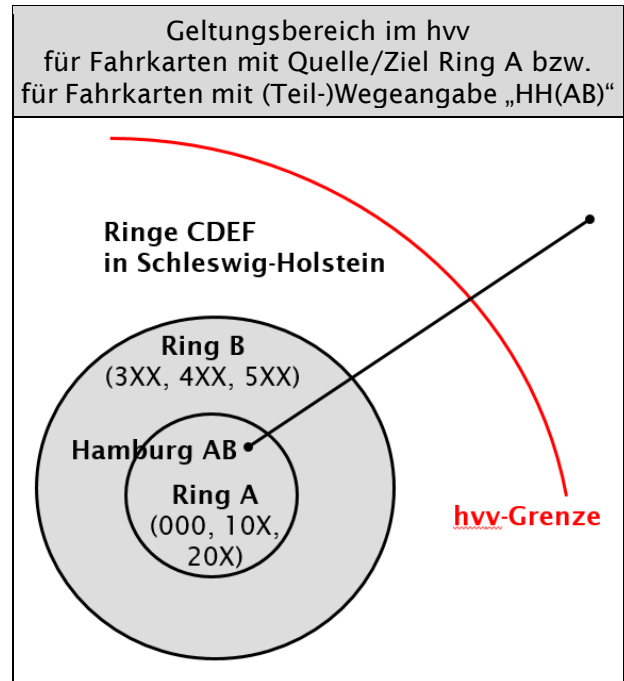 Geltungsbereich im hvv
für Fahrkarten mit Quelle/Ziel Ring A bzw.
für Fahrkarten mit (Teil-)Wegeangabe „HH(AB)“
Ringe CDEF
in Schleswig-Holstein
Ring B
(3XX, 4XX, 5XX)
Hamburg AB
Ring A
(000, 10X,
20X)
hvv-Grenze